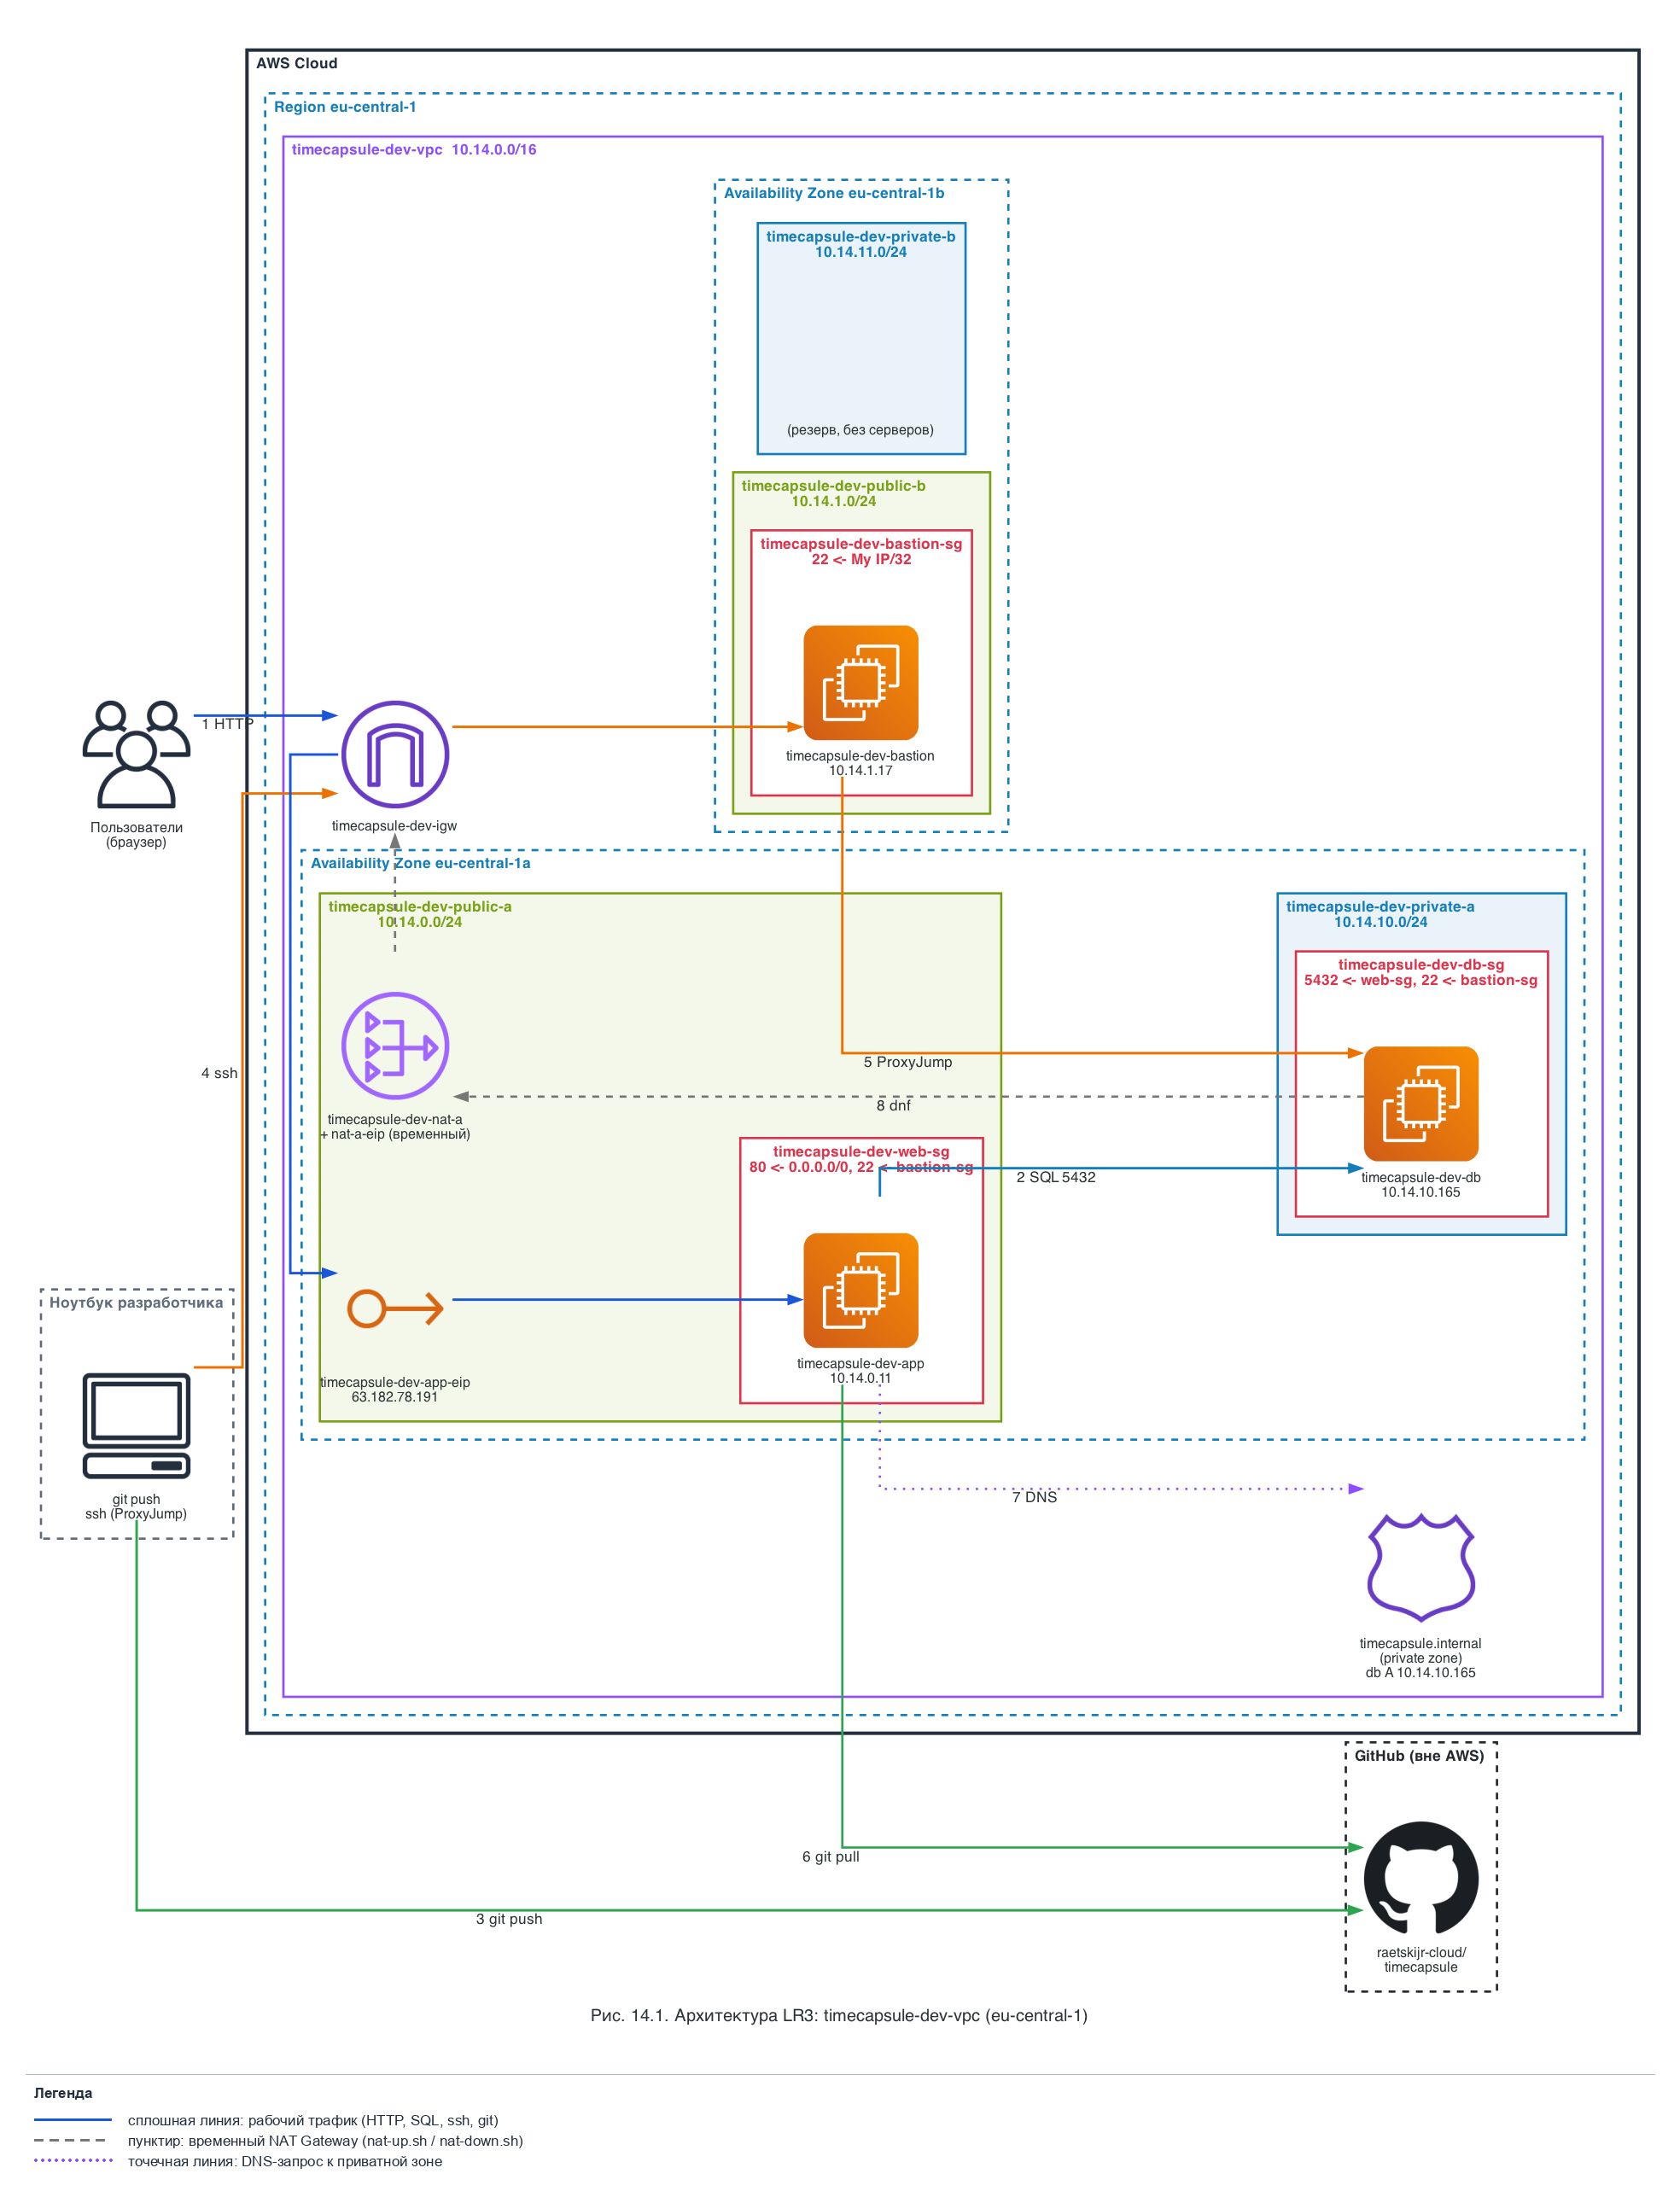 AWS Cloud
Region eu-central-1
timecapsule-dev-vpc  10.14.0.0/16
Availability Zone eu-central-1b
timecapsule-dev-private-b
10.14.11.0/24
(резерв, без серверов)
timecapsule-dev-public-b
10.14.1.0/24
timecapsule-dev-bastion-sg
22 <- My IP/32
timecapsule-dev-bastion
10.14.1.17
1 HTTP
Пользователи
(браузер)
timecapsule-dev-igw
Availability Zone eu-central-1a
timecapsule-dev-public-a
10.14.0.0/24
timecapsule-dev-private-a
10.14.10.0/24
timecapsule-dev-db-sg
5432 <- web-sg, 22 <- bastion-sg
4 ssh
5 ProxyJump
8 dnf
timecapsule-dev-nat-a
+ nat-a-eip (временный)
timecapsule-dev-web-sg
80 <- 0.0.0.0/0, 22 <- bastion-sg
2 SQL 5432
timecapsule-dev-db
10.14.10.165
Ноутбук разработчика
timecapsule-dev-app
10.14.0.11
timecapsule-dev-app-eip
63.182.78.191
git push
ssh (ProxyJump)
7 DNS
timecapsule.internal
(private zone)
db A 10.14.10.165
GitHub (вне AWS)
6 git pull
3 git push
raetskijr-cloud/
timecapsule
Рис. 14.1. Архитектура LR3: timecapsule-dev-vpc (eu-central-1)
Легенда
сплошная линия: рабочий трафик (HTTP, SQL, ssh, git)
пунктир: временный NAT Gateway (nat-up.sh / nat-down.sh)
точечная линия: DNS-запрос к приватной зоне